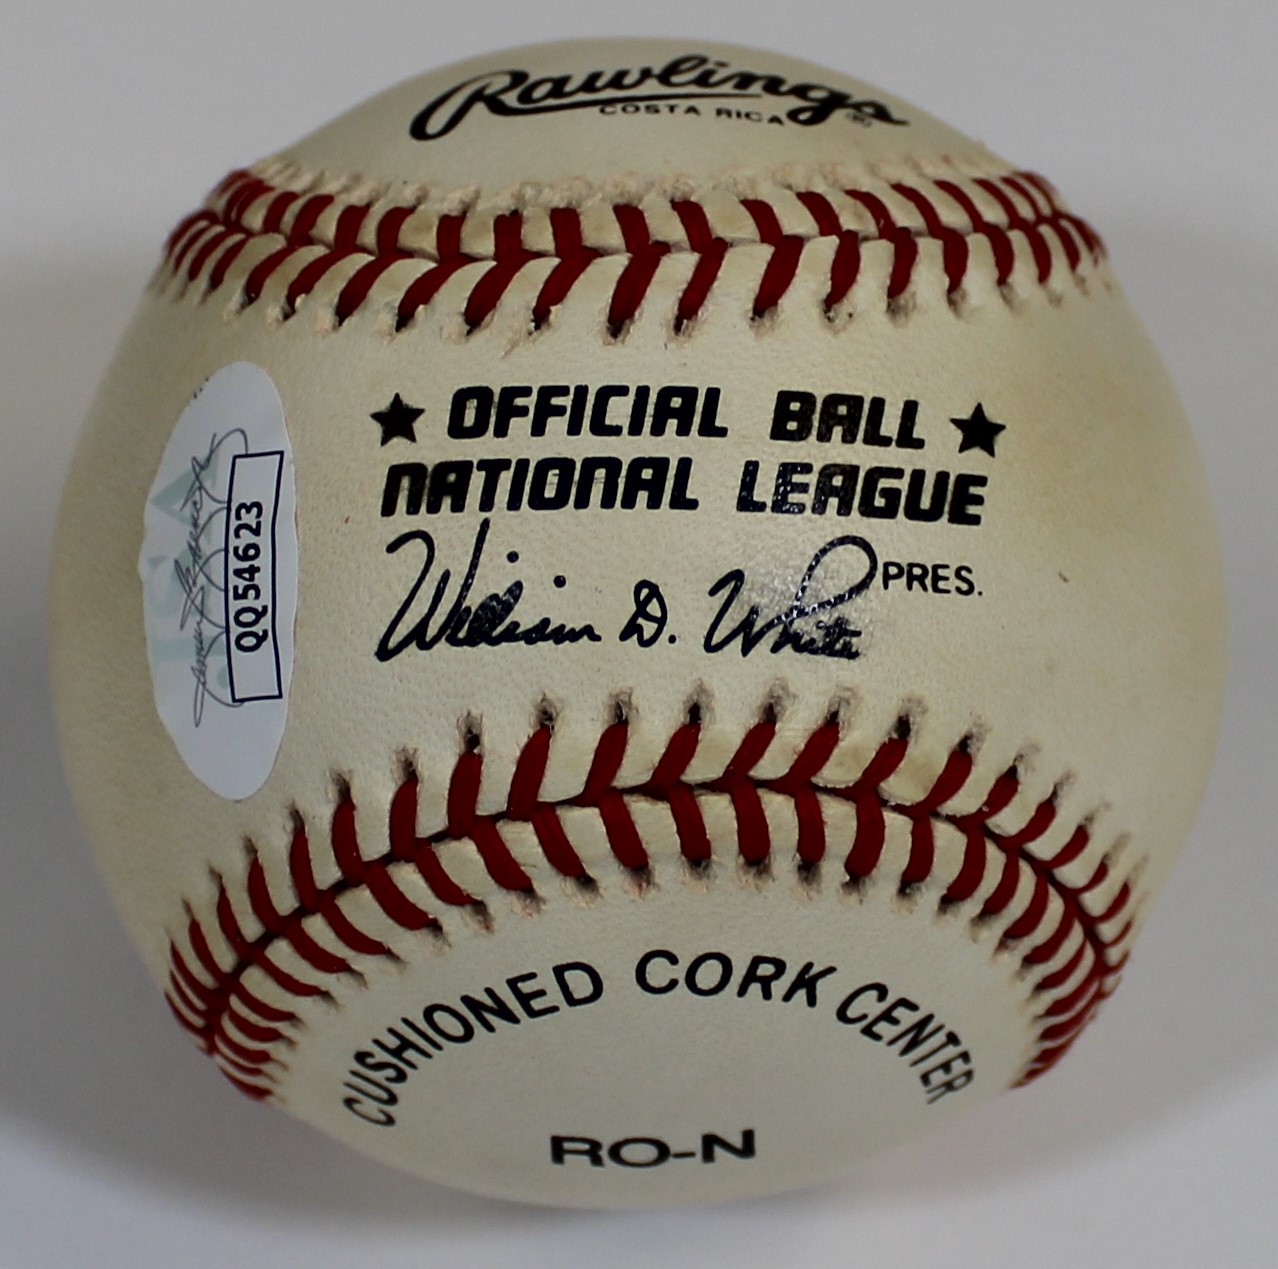 Rawlings®
COSTA RICA
★ OFFICIAL BALL ★
NATIONAL LEAGUE
William D. White PRES.
QQ54623
CUSHIONED CORK CENTER
RO-N